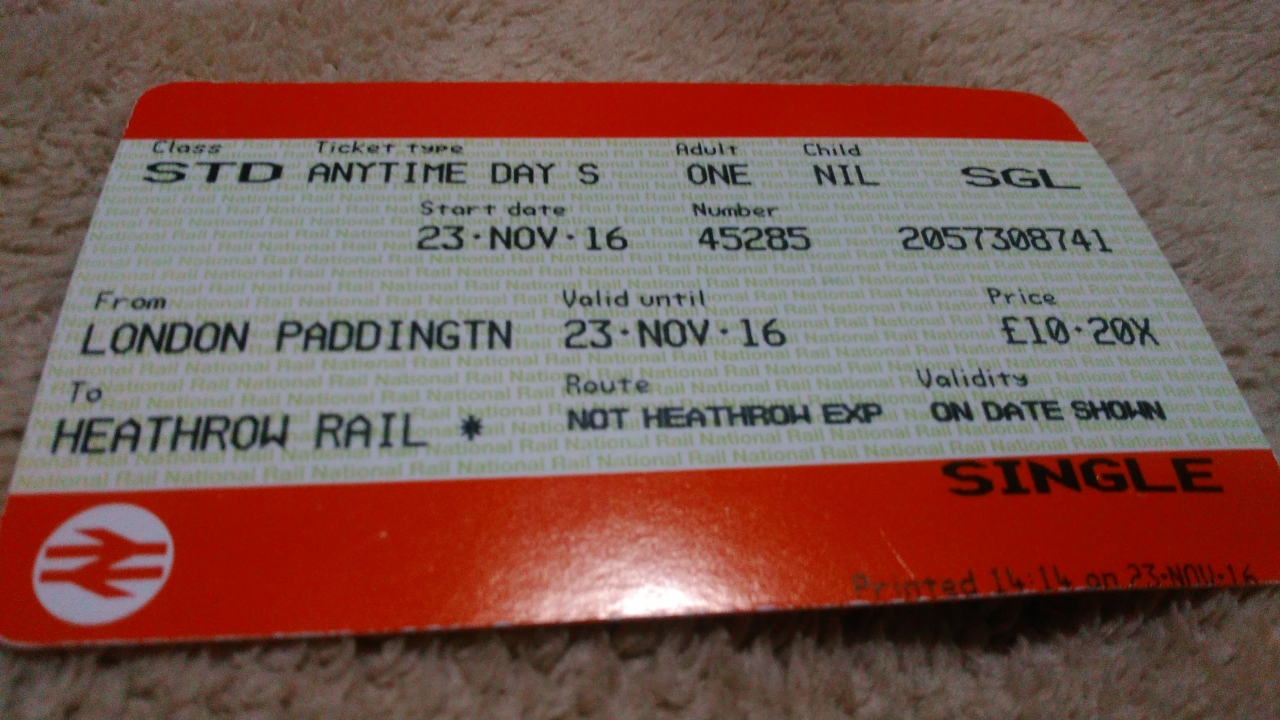 Class Ticket type Adult Child
STD ANYTIME DAY S ONE NIL SGL
Start date Number
23·NOV·16 45285 2057308741
From Valid until Price
LONDON PADDINGTN 23·NOV·16 £10·20X
To Route Validity
HEATHROW RAIL * NOT HEATHROW EXP ON DATE SHOWN
SINGLE
Printed 14:14 on 23·NOV·16